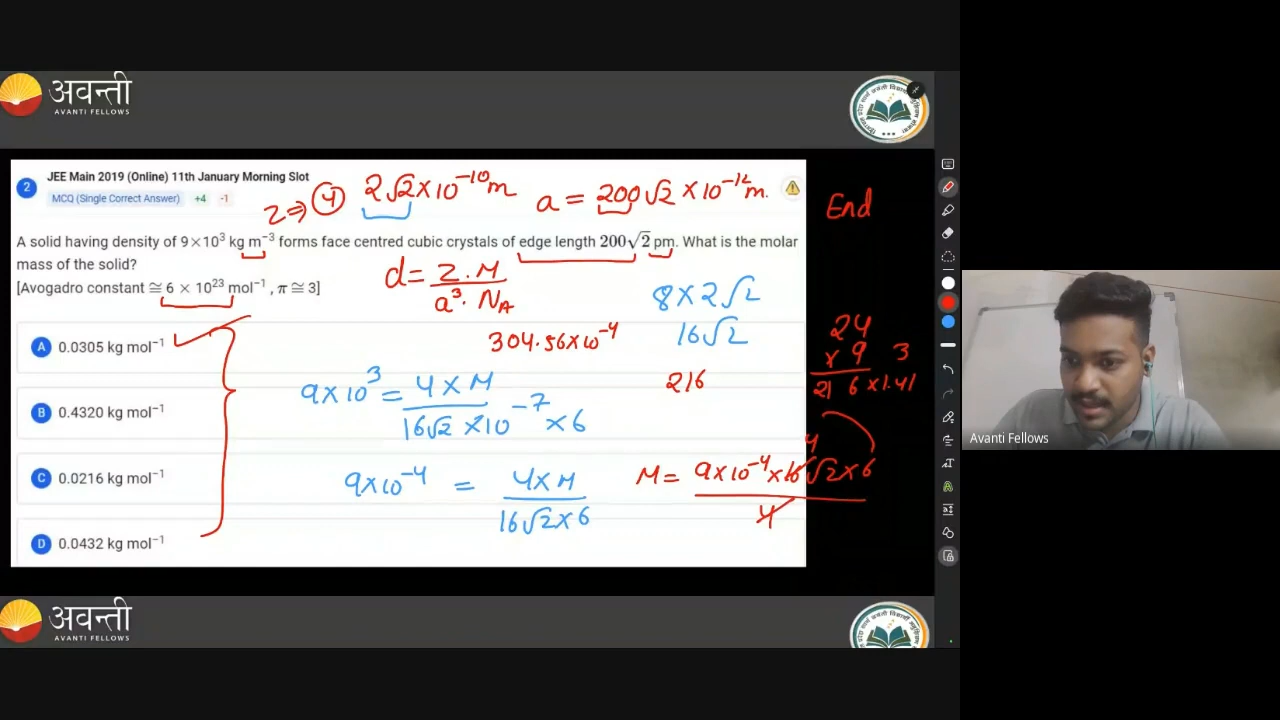 अवन्ती
AVANTI FELLOWS
2
JEE Main 2019 (Online) 11th January Morning Slot
MCQ (Single Correct Answer) +4 -1
Z ⇒ 4
2√2 × 10⁻¹⁰ m
a = 200√2 × 10⁻¹² m.
End
A solid having density of 9×10³ kg m⁻³ forms face centred cubic crystals of edge length 200√2 pm. What is the molar
mass of the solid?
[Avogadro constant ≅ 6 × 10²³ mol⁻¹ , π ≅ 3]
d = Z . M / a³ . N_A
8 × 2√2
16√2
304.56 × 10⁻⁴
216
24
× 9 3
216 × 1.41
A 0.0305 kg mol⁻¹
B 0.4320 kg mol⁻¹
C 0.0216 kg mol⁻¹
D 0.0432 kg mol⁻¹
9 × 10³ = 4 × M / 16√2 × 10⁻⁷ × 6
9 × 10⁻⁴ = 4 × M / 16√2 × 6
4
M = 9 × 10⁻⁴ × 16√2 × 6 / 4
Avanti Fellows
अवन्ती
AVANTI FELLOWS